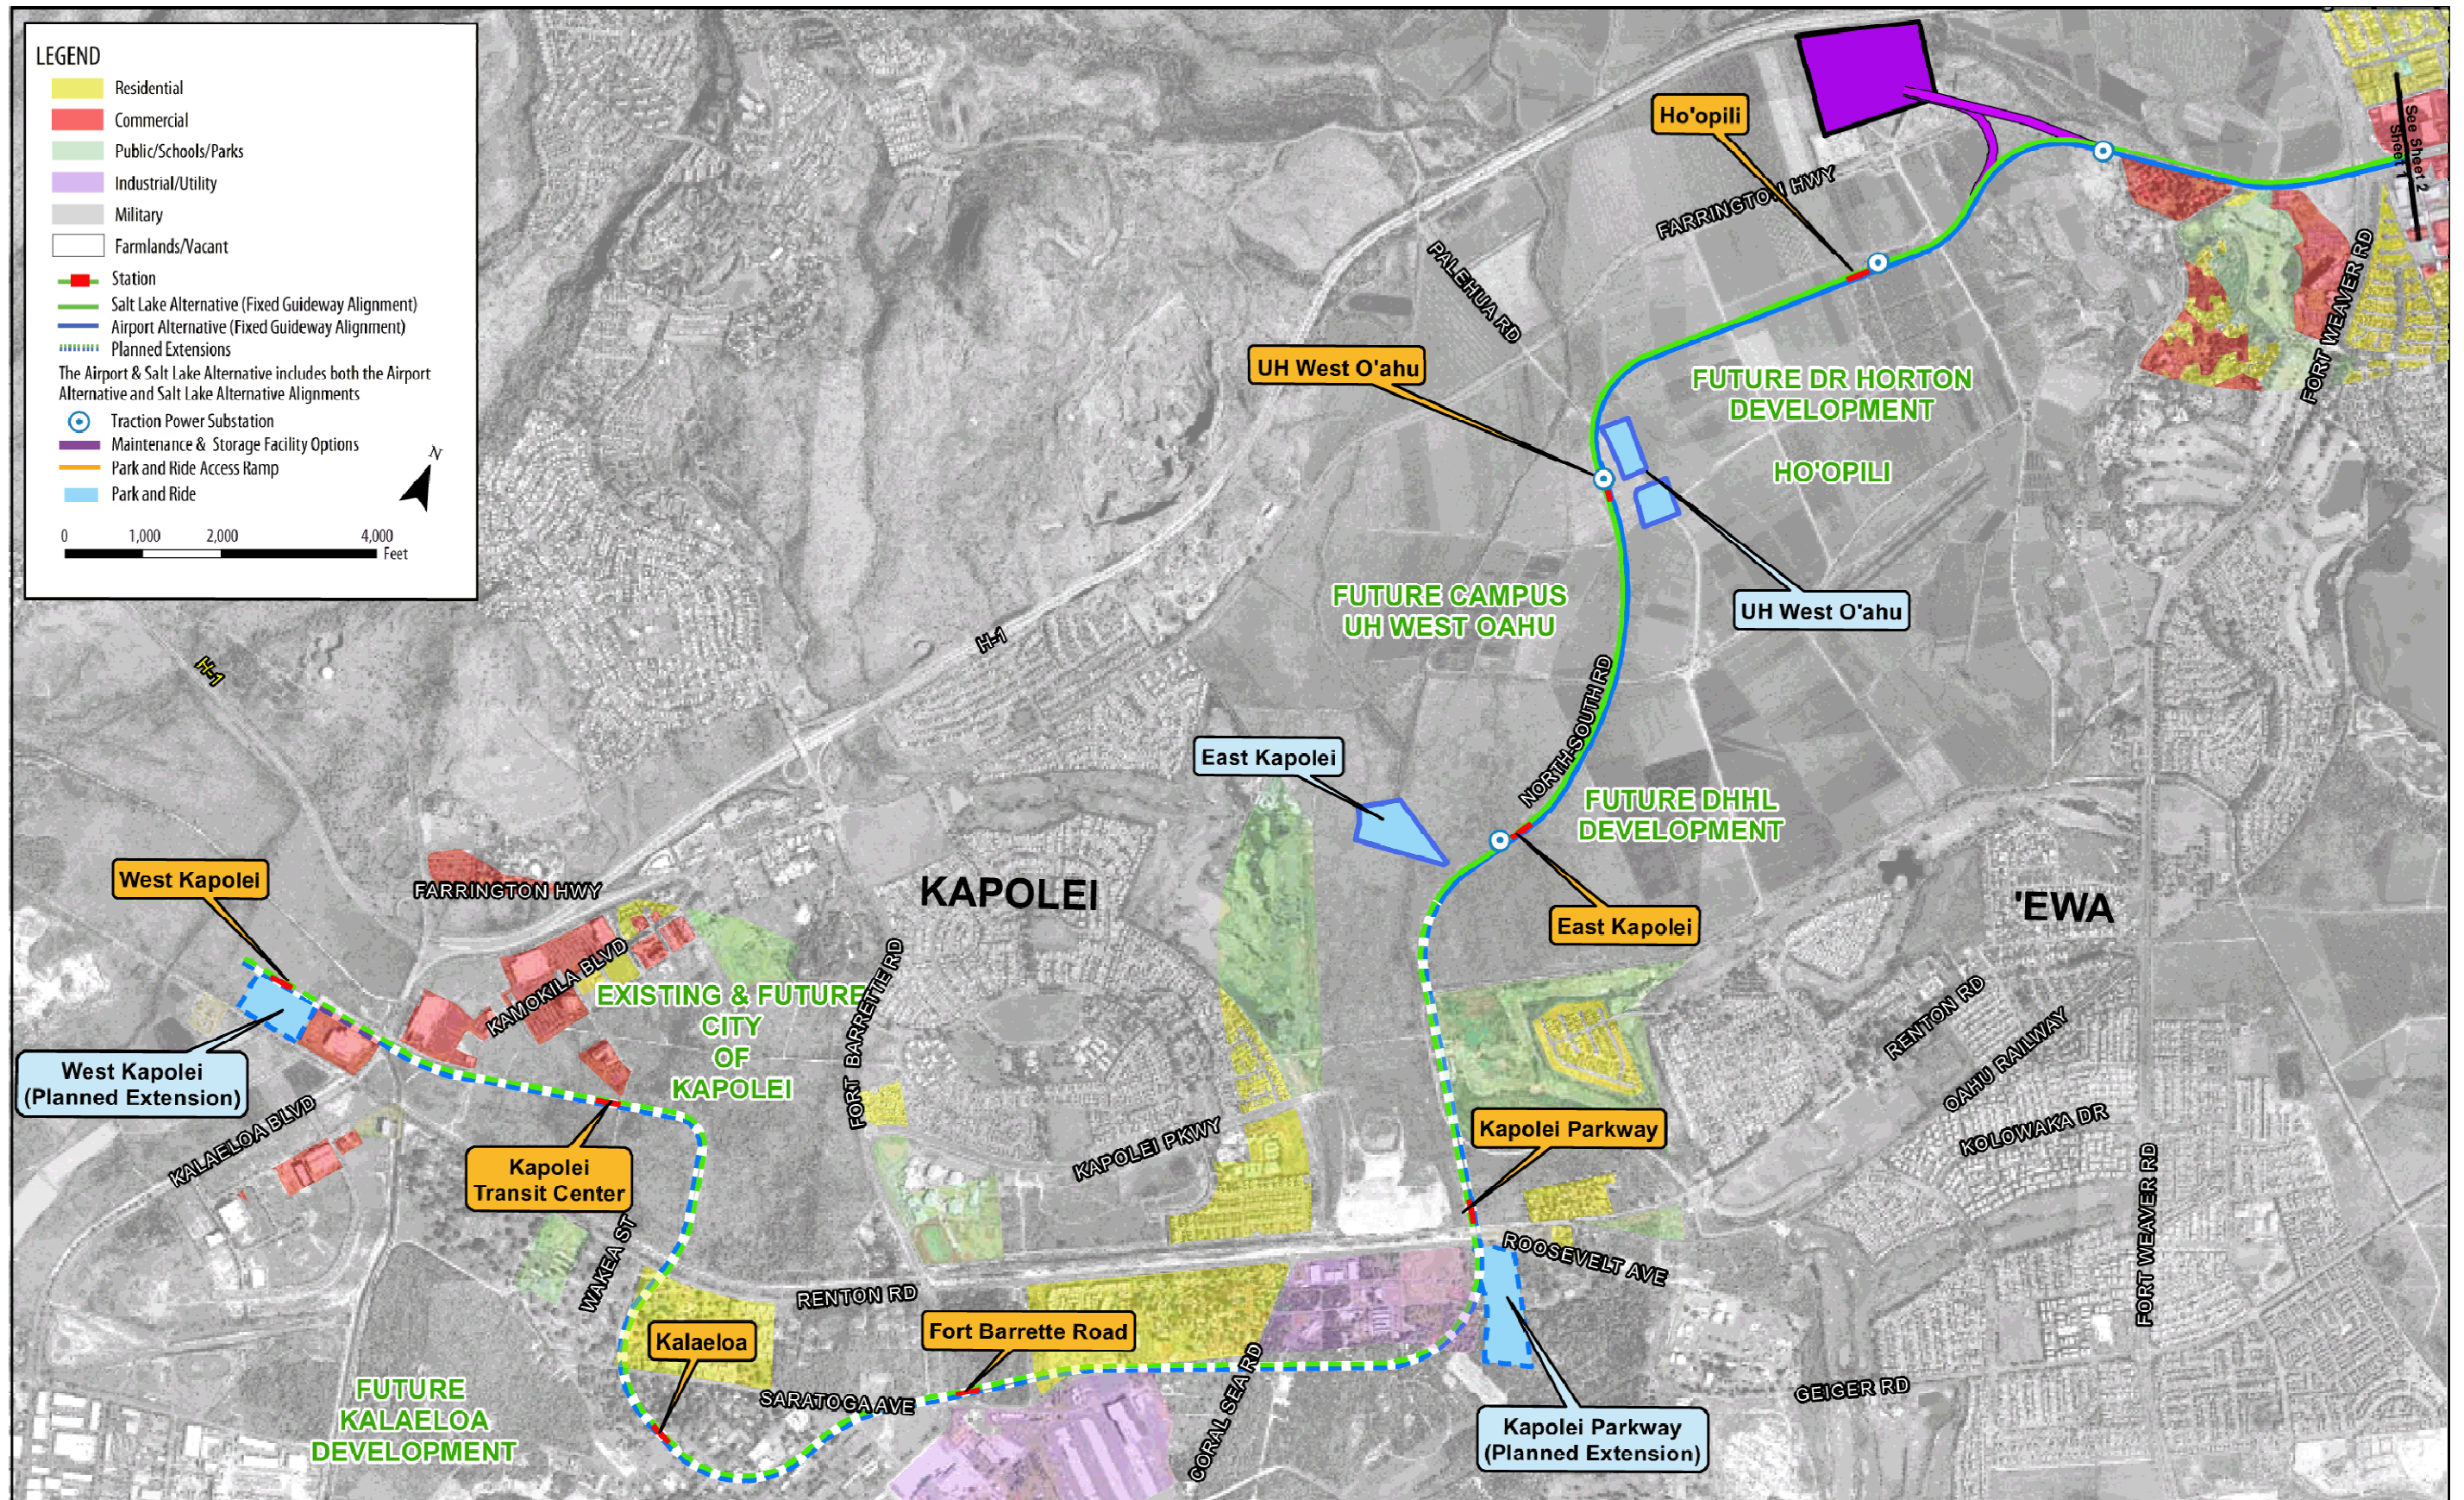 LEGEND
Residential
Commercial
Public/Schools/Parks
Industrial/Utility
Military
Farmlands/Vacant
Station
Salt Lake Alternative (Fixed Guideway Alignment)
Airport Alternative (Fixed Guideway Alignment)
Planned Extensions
The Airport & Salt Lake Alternative includes both the Airport
Alternative and Salt Lake Alternative Alignments
Traction Power Substation
Maintenance & Storage Facility Options
Park and Ride Access Ramp
Park and Ride
N
0 1,000 2,000 4,000
Feet
Ho'opili
FARRINGTON HWY
See Sheet 2
Sheet 1
PALEHUA RD
FORT WEAVER RD
UH West O'ahu
FUTURE DR HORTON
DEVELOPMENT
HO'OPILI
FUTURE CAMPUS
UH WEST OAHU
UH West O'ahu
H-1
H-1
NORTH-SOUTH RD
East Kapolei
FUTURE DHHL
DEVELOPMENT
West Kapolei
FARRINGTON HWY
KAPOLEI
'EWA
East Kapolei
KAMOKILA BLVD
EXISTING & FUTURE
CITY
OF
KAPOLEI
FORT BARRETTE RD
RENTON RD
OAHU RAILWAY
West Kapolei
(Planned Extension)
KALAELOA BLVD
KAPOLEI PKWY
Kapolei Parkway
KOLOWAKA DR
Kapolei
Transit Center
WAKEA ST
ROOSEVELT AVE
FORT WEAVER RD
RENTON RD
Kalaeloa
Fort Barrette Road
SARATOGA AVE
CORAL SEA RD
GEIGER RD
FUTURE
KALAELOA
DEVELOPMENT
Kapolei Parkway
(Planned Extension)